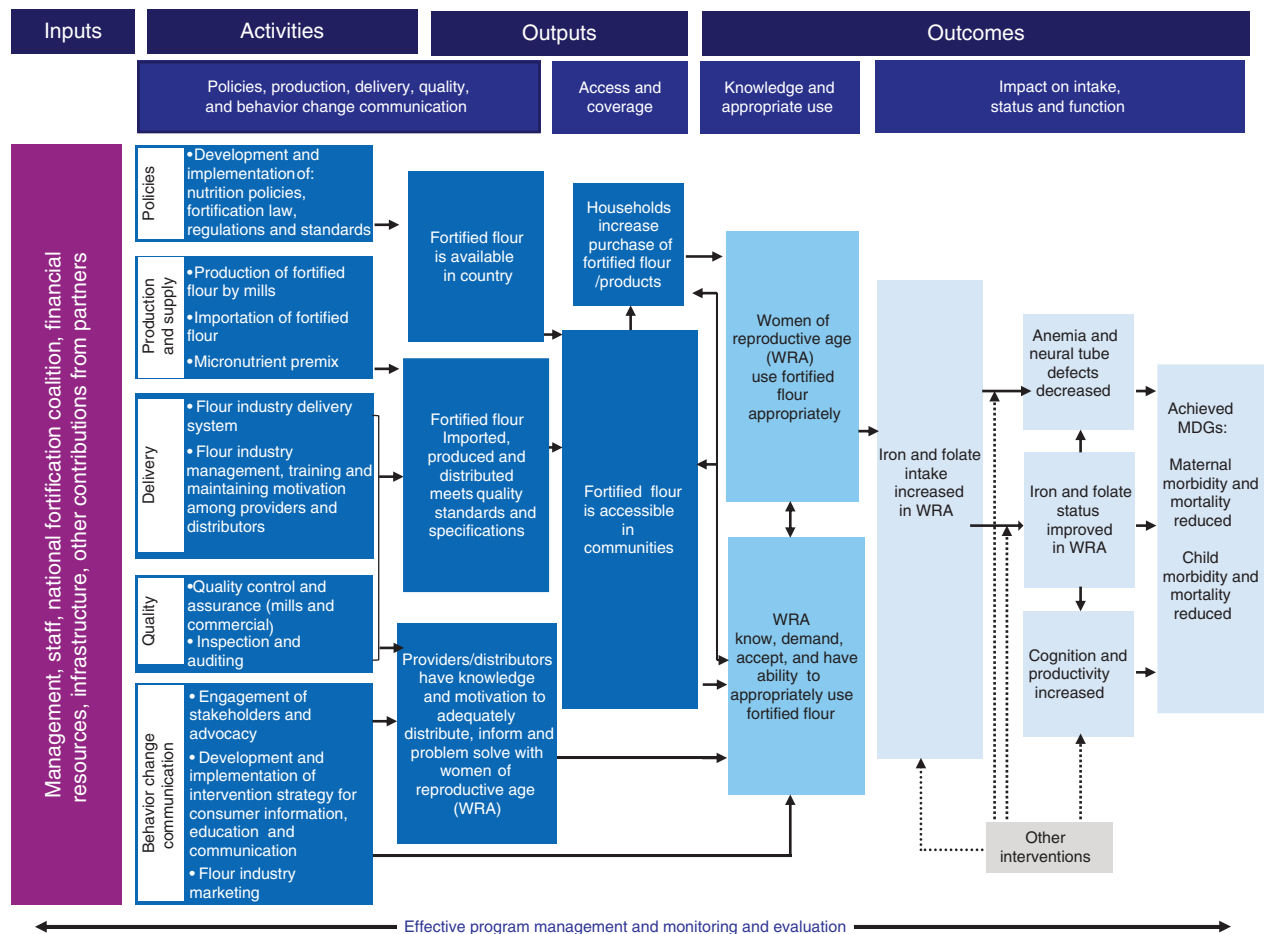 Inputs
Activities
Outputs
Outcomes
Policies, production, delivery, quality,
and behavior change communication
Access and
coverage
Knowledge and
appropriate use
Impact on intake,
status and function
Management, staff, national fortification coalition, financial
resources, infrastructure, other contributions from partners
Policies
•Development and
implementationof:
nutrition policies,
fortification law,
regulations and standards
Production
and supply
•Production of fortified
flour by mills
•Importation of fortified
flour
•Micronutrient premix
Delivery
• Flour industry delivery
system
• Flour industry
management, training and
maintaining motivation
among providers and
distributors
Quality
•Quality control and
assurance (mills and
commercial)
• Inspection and
auditing
Behavior change
communication
• Engagement of
stakeholders and
advocacy
• Development and
implementation of
intervention strategy for
consumer information,
education and
communication
• Flour industry
marketing
Fortified flour
is available
in country
Fortified flour
Imported,
produced and
distributed
meets quality
standards and
specifications
Providers/distributors
have knowledge
and motivation to
adequately
distribute, inform and
problem solve with
women of
reproductive age
(WRA)
Households
increase
purchase of
fortified flour
/products
Fortified flour
is accessible
in
communities
Women of
reproductive age
(WRA)
use fortified
flour
appropriately
WRA
know, demand,
accept, and have
ability to
appropriately use
fortified flour
Iron and folate
intake
increased
in WRA
Anemia and
neural tube
defects
decreased
Iron and folate
status
improved
in WRA
Cognition and
productivity
increased
Achieved
MDGs:
Maternal
morbidity and
mortality
reduced
Child
morbidity and
mortality
reduced
Other
interventions
Effective program management and monitoring and evaluation